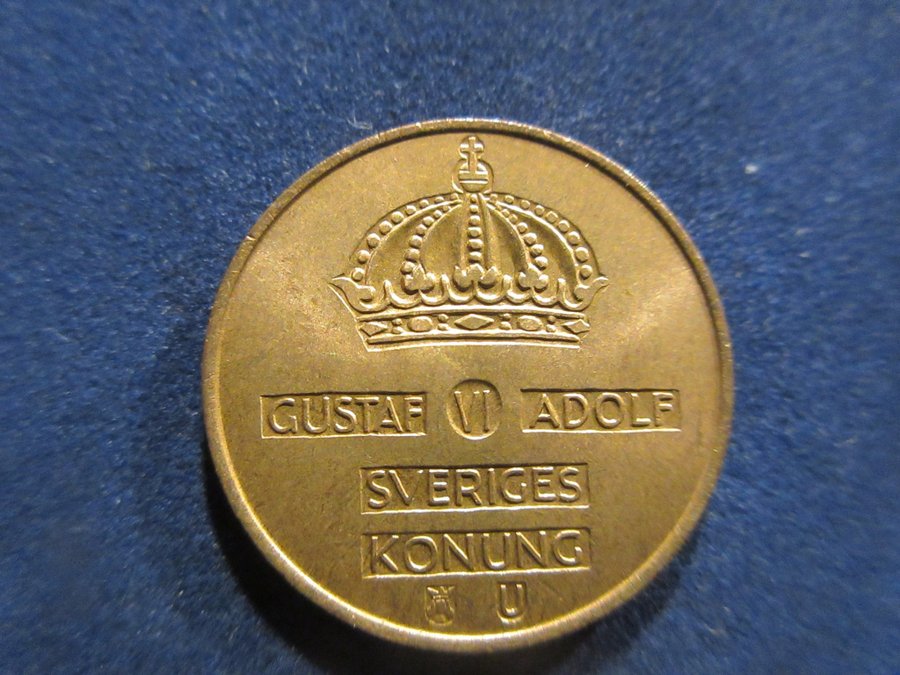 GUSTAF VI ADOLF
SVERIGES
KONUNG
U